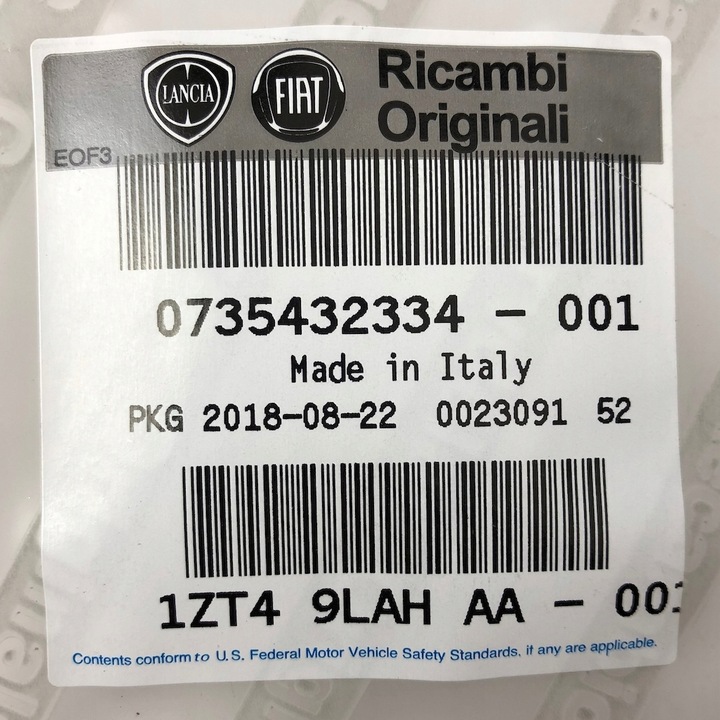 LANCIA FIAT Ricambi
Originali
EOF3
0735432334 - 001
Made in Italy
PKG 2018-08-22 0023091 52
1ZT4 9LAH AA - 001
Contents conform to U.S. Federal Motor Vehicle Safety Standards, if any are applicable.